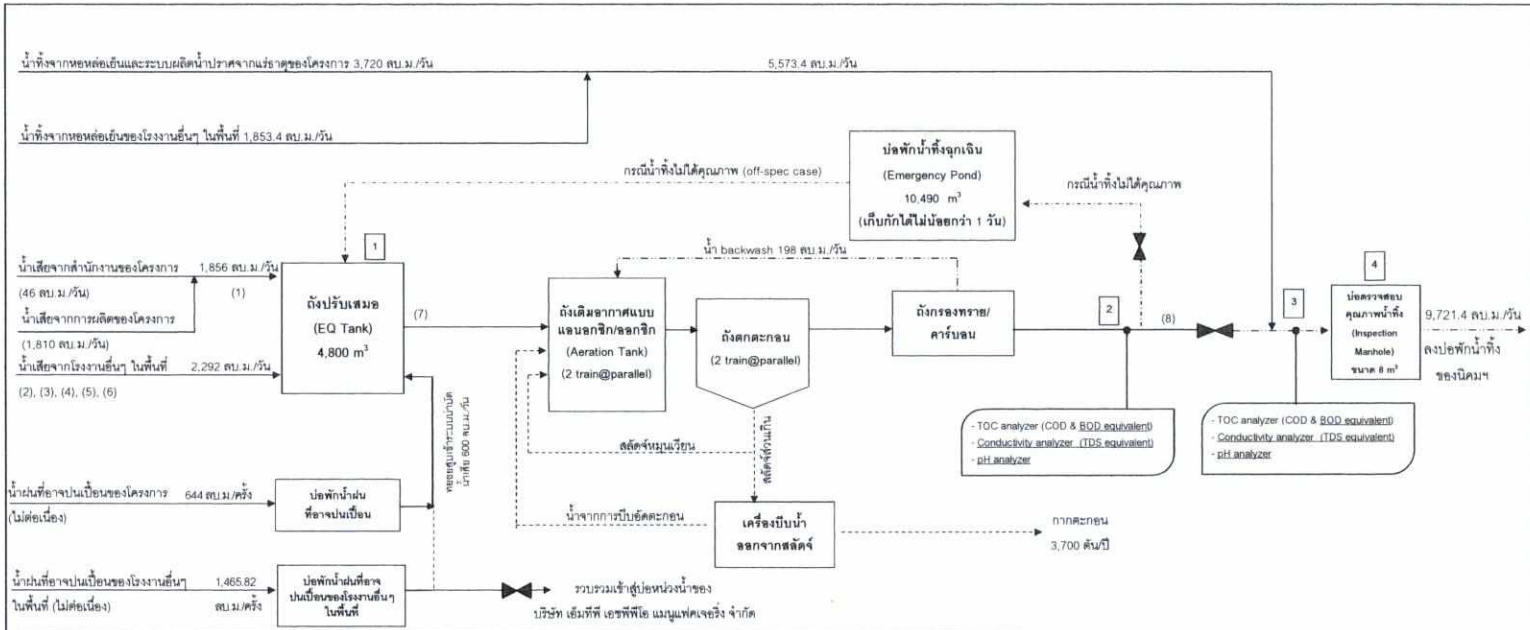 น้ำทิ้งจากหอหล่อเย็นและระบบผลิตน้ำปราศจากแร่ธาตุของโครงการ 3,720 ลบ.ม./วัน
5,573.4 ลบ.ม./วัน
น้ำทิ้งจากหอหล่อเย็นของโรงงานอื่นๆ ในพื้นที่ 1,853.4 ลบ.ม./วัน
บ่อพักน้ำทิ้งฉุกเฉิน
(Emergency Pond)
10,490 m³
(เก็บกักได้ไม่น้อยกว่า 1 วัน)
กรณีน้ำทิ้งไม่ได้คุณภาพ (off-spec case)
กรณีน้ำทิ้งไม่ได้คุณภาพ
น้ำ backwash 198 ลบ.ม./วัน
1
น้ำเสียจากสำนักงานของโครงการ 1,856 ลบ.ม./วัน
(46 ลบ.ม./วัน) (1)
น้ำเสียจากการผลิตของโครงการ
(1,810 ลบ.ม./วัน)
น้ำเสียจากโรงงานอื่นๆ ในพื้นที่ 2,292 ลบ.ม./วัน
(2), (3), (4), (5), (6)
ถังปรับเสมอ
(EQ Tank)
4,800 m³
(7)
ถังเติมอากาศแบบ
แอนอกซิก/ออกซิก
(Aeration Tank)
(2 train@parallel)
ถังตกตะกอน
(2 train@parallel)
ถังกรองทราย/
คาร์บอน
2
(8)
3
4
บ่อตรวจสอบ
คุณภาพน้ำทิ้ง
(Inspection
Manhole)
ขนาด 8 m³
9,721.4 ลบ.ม./วัน
ลงบ่อพักน้ำทิ้ง
ของนิคมฯ
- TOC analyzer (COD & BOD equivalent)
- Conductivity analyzer (TDS equivalent)
- pH analyzer
- TOC analyzer (COD & BOD equivalent)
- Conductivity analyzer (TDS equivalent)
- pH analyzer
ทยอยสูบเข้าระบบบำบัด
น้ำเสีย 600 ลบ.ม./วัน
สลัดจ์หมุนเวียน
สลัดจ์ส่วนเกิน
น้ำฝนที่อาจปนเปื้อนของโครงการ 644 ลบ.ม./ครั้ง
(ไม่ต่อเนื่อง)
บ่อพักน้ำฝน
ที่อาจปนเปื้อน
น้ำจากการบีบอัดตะกอน
เครื่องบีบน้ำ
ออกจากสลัดจ์
กากตะกอน
3,700 ตัน/ปี
น้ำฝนที่อาจปนเปื้อนของโรงงานอื่นๆ 1,465.82
ในพื้นที่ (ไม่ต่อเนื่อง) ลบ.ม./ครั้ง
บ่อพักน้ำฝนที่อาจ
ปนเปื้อนของโรงงานอื่นๆ
ในพื้นที่
รวบรวมเข้าสู่บ่อหน่วงน้ำของ
บริษัท เอ็มทีพี เอชพีพีโอ แมนูแฟคเจอริ่ง จำกัด